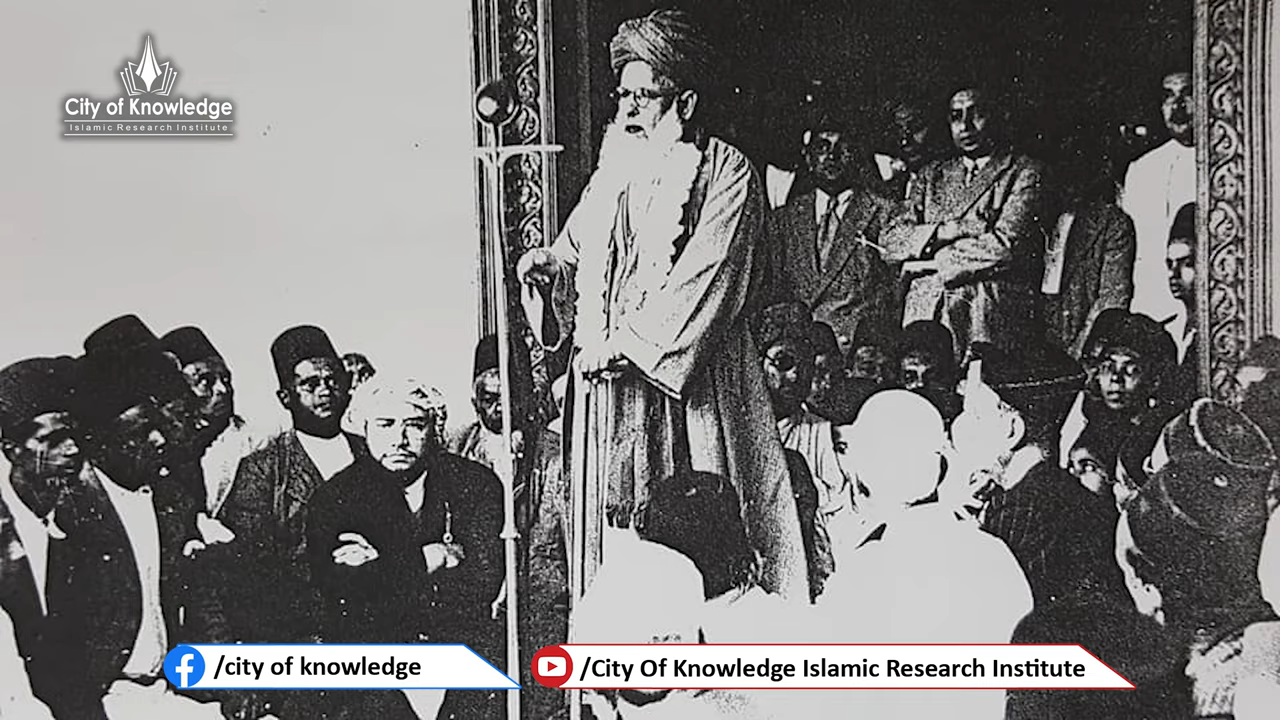 City of Knowledge
Islamic Research Institute
/city of knowledge
/City Of Knowledge Islamic Research Institute